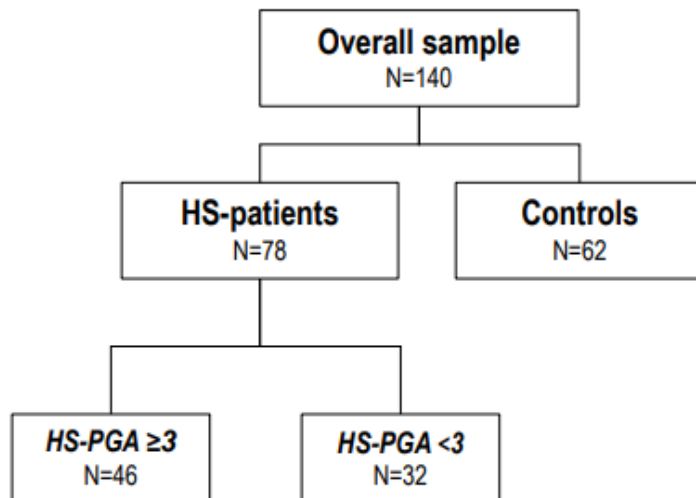 Overall sample
N=140
HS-patients
N=78
Controls
N=62
HS-PGA ≥3
N=46
HS-PGA <3
N=32